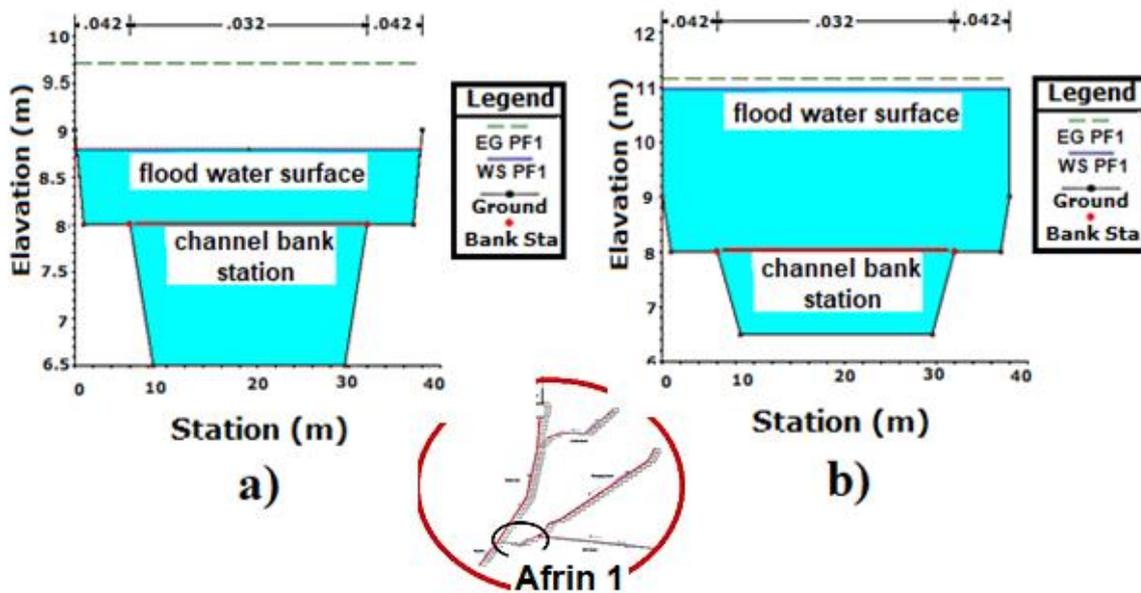 .042 .032 .042
10
9.5
9
8.5
8
7.5
7
6.5
Elavation (m)
flood water surface
channel bank
station
0 10 20 30 40
Station (m)
a)
Legend
EG PF1
WS PF1
Ground
Bank Sta
.042 .032 .042
12
11
10
9
8
7
6
Elavation (m)
flood water surface
channel bank
station
0 10 20 30 40
Station (m)
b)
Legend
EG PF1
WS PF1
Ground
Bank Sta
Afrin 1